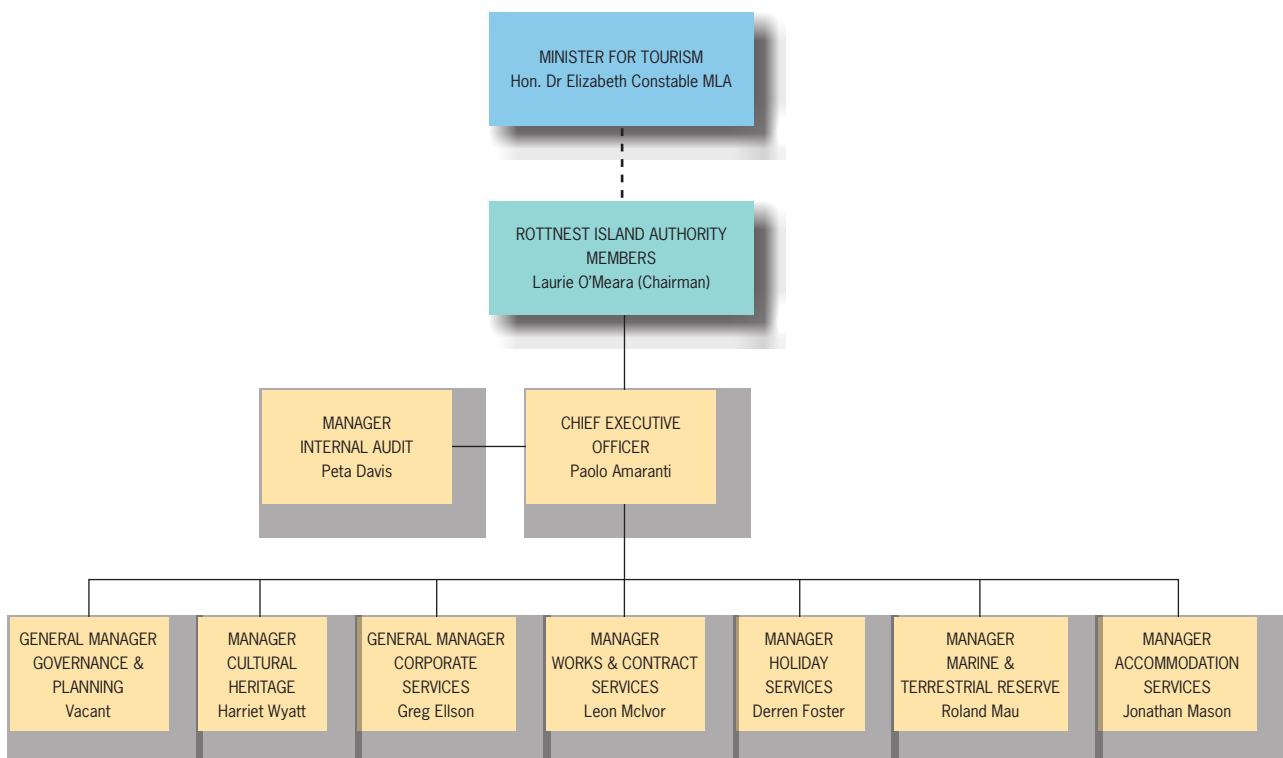 MINISTER FOR TOURISM
Hon. Dr Elizabeth Constable MLA
ROTTNEST ISLAND AUTHORITY
MEMBERS
Laurie O’Meara (Chairman)
MANAGER
INTERNAL AUDIT
Peta Davis
CHIEF EXECUTIVE
OFFICER
Paolo Amaranti
GENERAL MANAGER
GOVERNANCE &
PLANNING
Vacant
MANAGER
CULTURAL
HERITAGE
Harriet Wyatt
GENERAL MANAGER
CORPORATE
SERVICES
Greg Ellson
MANAGER
WORKS & CONTRACT
SERVICES
Leon McIvor
MANAGER
HOLIDAY
SERVICES
Derren Foster
MANAGER
MARINE &
TERRESTRIAL RESERVE
Roland Mau
MANAGER
ACCOMMODATION
SERVICES
Jonathan Mason